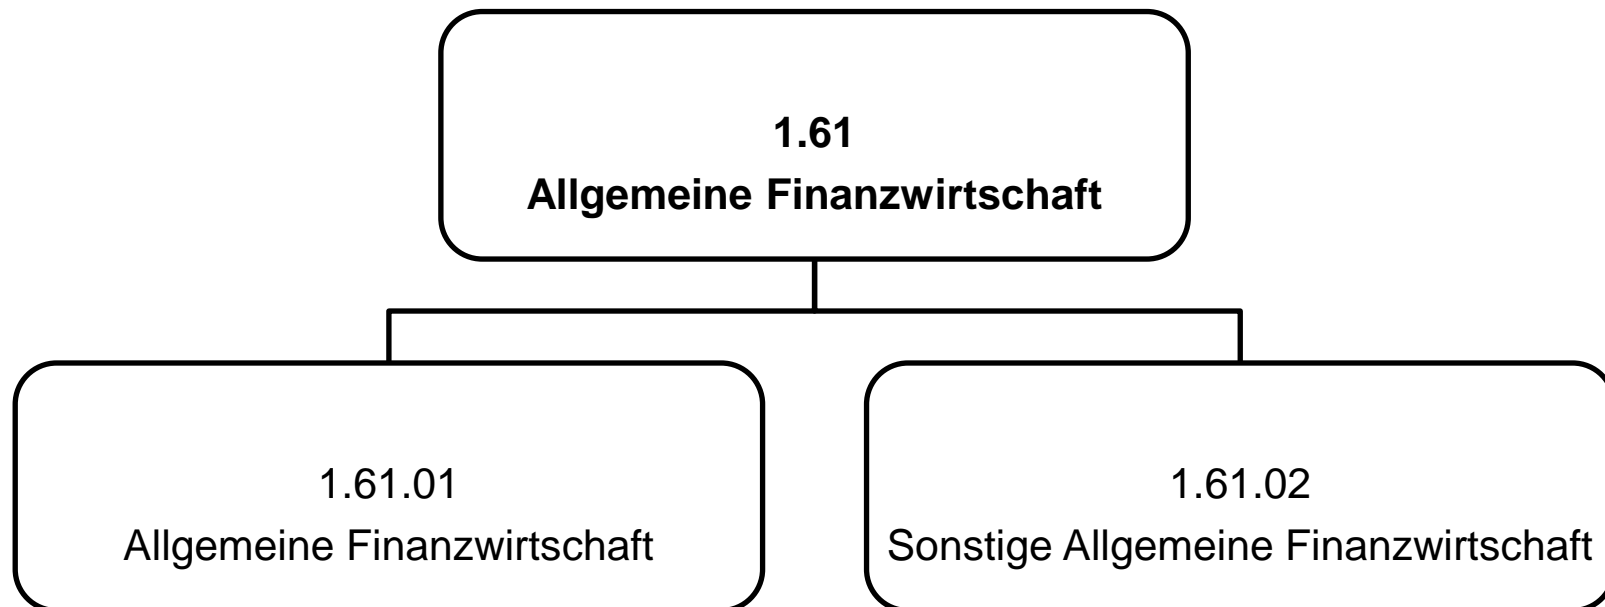 1.61
Allgemeine Finanzwirtschaft
1.61.01
Allgemeine Finanzwirtschaft
1.61.02
Sonstige Allgemeine Finanzwirtschaft